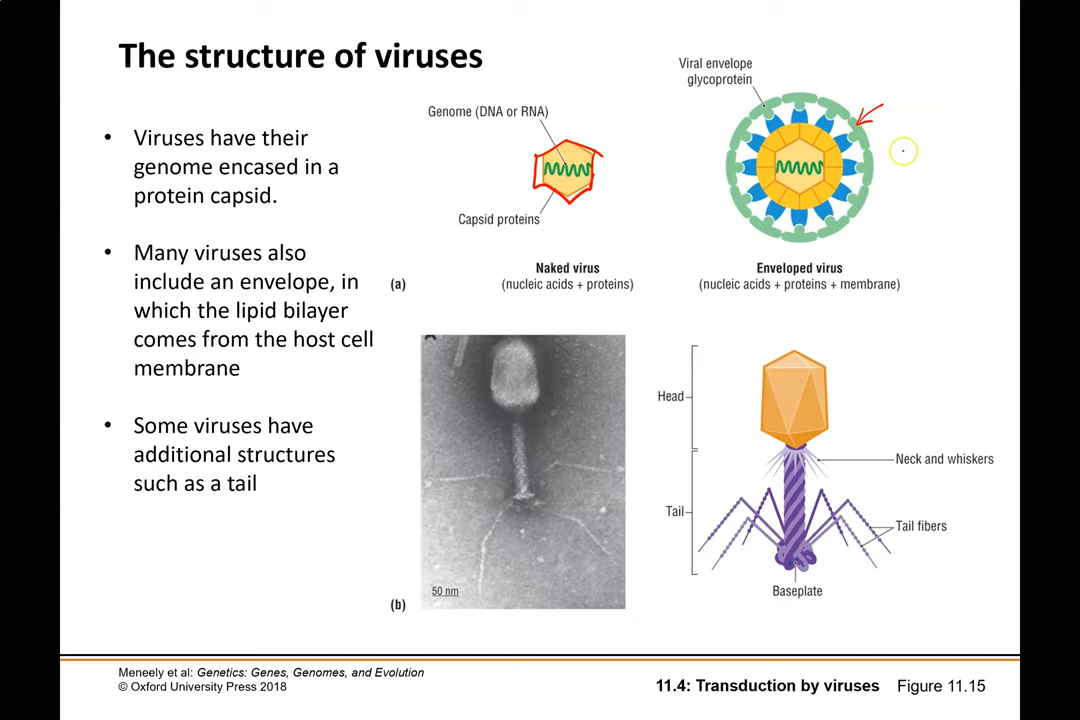 The structure of viruses
• Viruses have their
genome encased in a
protein capsid.
• Many viruses also
include an envelope, in
which the lipid bilayer
comes from the host cell
membrane
• Some viruses have
additional structures
such as a tail
Genome (DNA or RNA)
Capsid proteins
Naked virus
(nucleic acids + proteins)
Viral envelope
glycoprotein
Enveloped virus
(nucleic acids + proteins + membrane)
(a)
50 nm
(b)
Head
Neck and whiskers
Tail
Tail fibers
Baseplate
Meneely et al: Genetics: Genes, Genomes, and Evolution
© Oxford University Press 2018
11.4: Transduction by viruses Figure 11.15